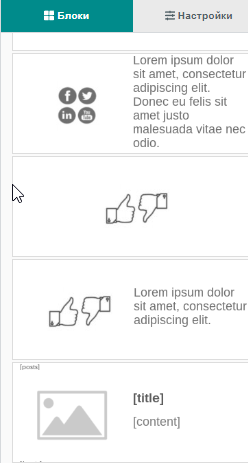 Блоки Настройки
Lorem ipsum dolor
sit amet, consectetur
adipiscing elit.
Donec eu felis sit
amet justo
malesuada vitae nec
odio.
Lorem ipsum dolor
sit amet, consectetur
adipiscing elit.
[posts]
[title]
[content]